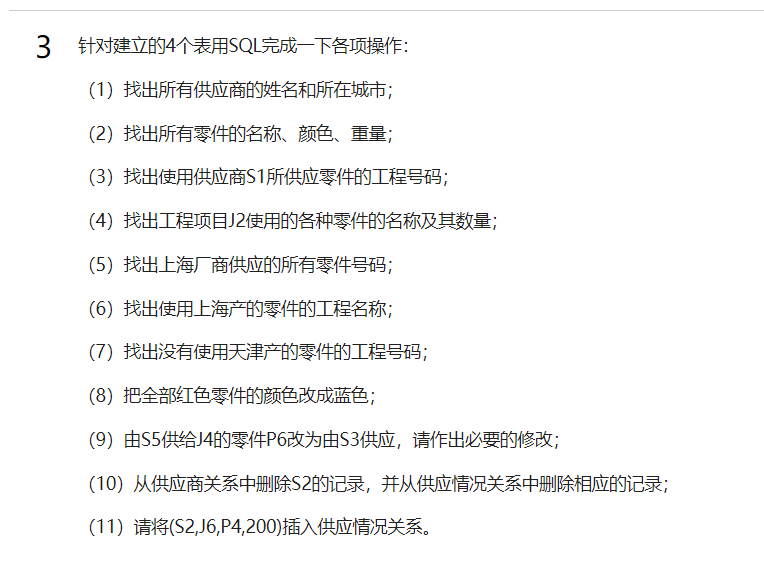 3 针对建立的4个表用SQL完成一下各项操作：
（1）找出所有供应商的姓名和所在城市；
（2）找出所有零件的名称、颜色、重量；
（3）找出使用供应商S1所供应零件的工程号码；
（4）找出工程项目J2使用的各种零件的名称及其数量；
（5）找出上海厂商供应的所有零件号码；
（6）找出使用上海产的零件的工程名称；
（7）找出没有使用天津产的零件的工程号码；
（8）把全部红色零件的颜色改成蓝色；
（9）由S5供给J4的零件P6改为由S3供应，请作出必要的修改；
（10）从供应商关系中删除S2的记录，并从供应情况关系中删除相应的记录；
（11）请将(S2,J6,P4,200)插入供应情况关系。